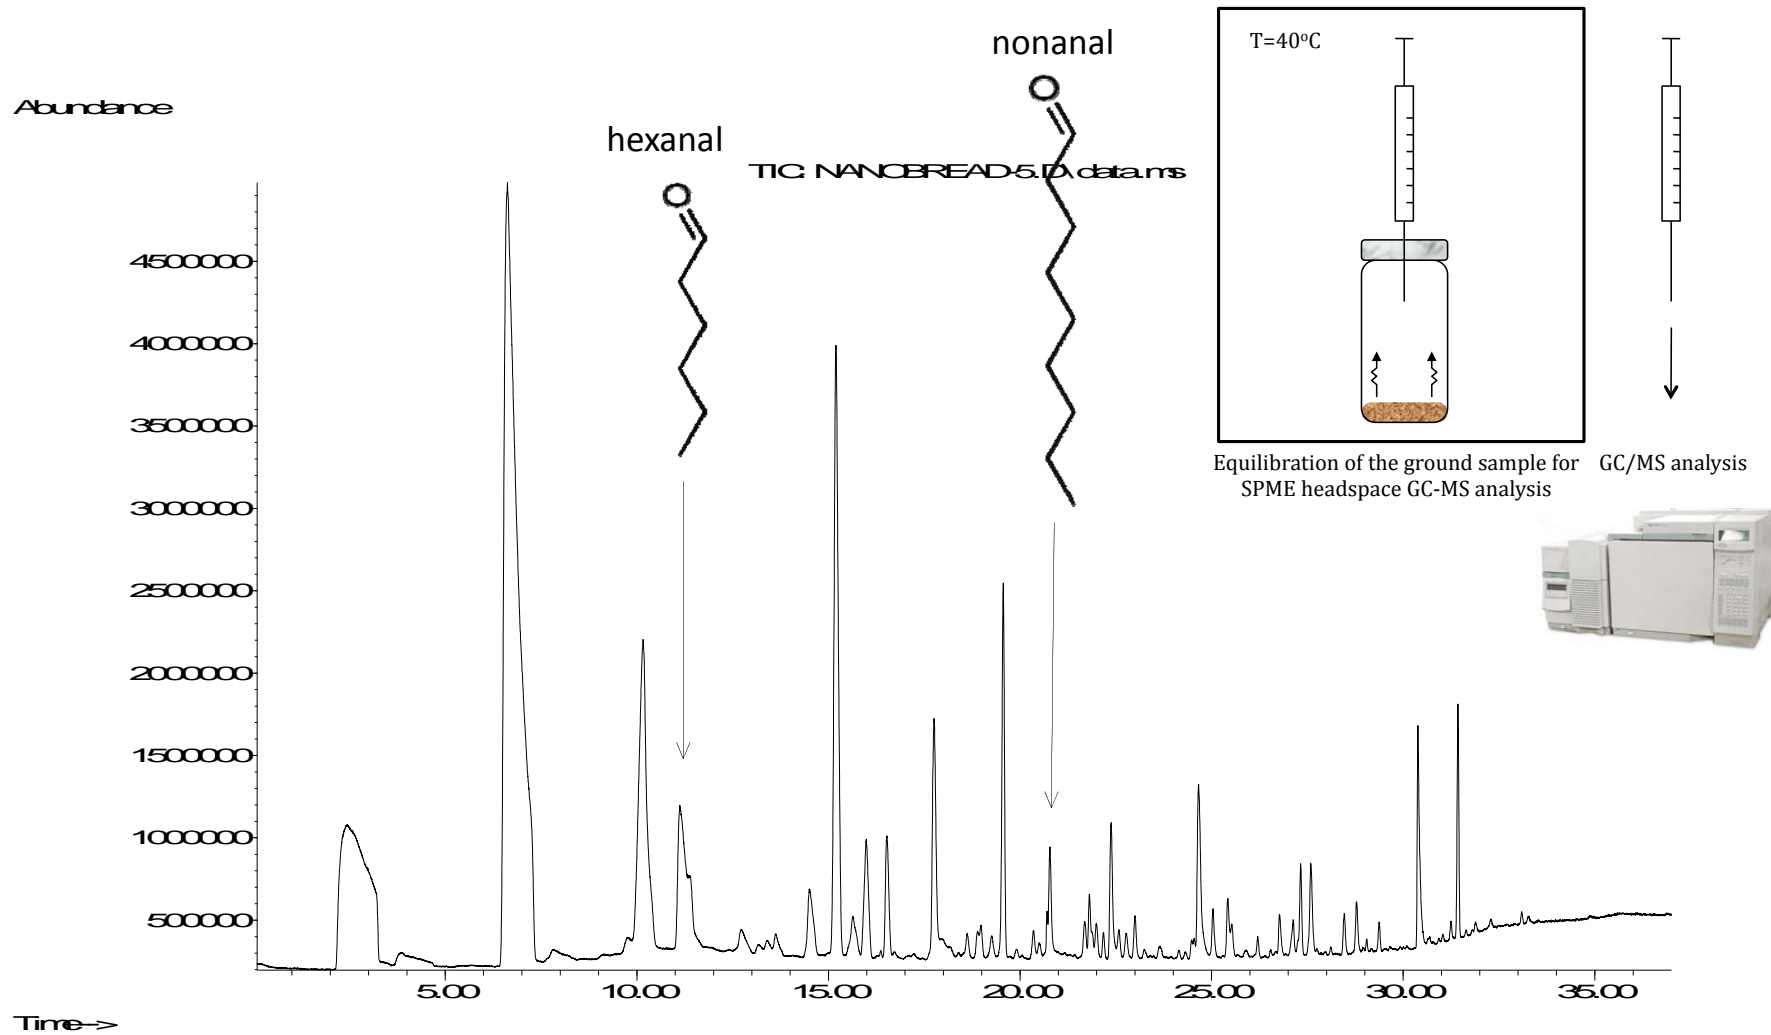 nonanal
T=40°C
Abundance
hexanal
TIC: NANOBREAD-5.D\data.ms
4500000
4000000
3500000
Equilibration of the ground sample for
SPME headspace GC-MS analysis
GC/MS analysis
3000000
2500000
2000000
1500000
1000000
500000
5.00 10.00 15.00 20.00 25.00 30.00 35.00
Time-->
O
O